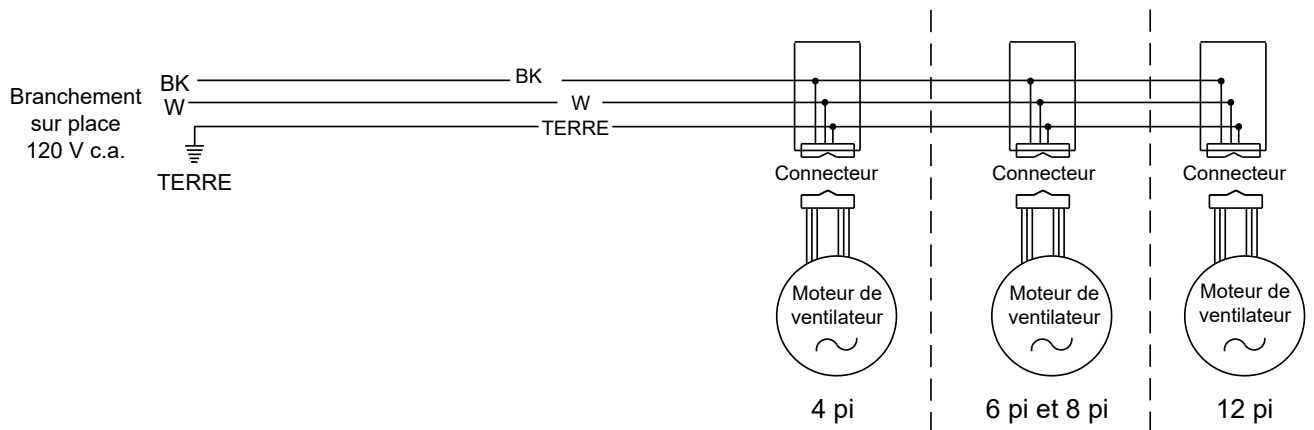 Branchement
sur place
120 V c.a.
BK
W
TERRE
BK
W
TERRE
Connecteur
Connecteur
Connecteur
Moteur de
ventilateur
Moteur de
ventilateur
Moteur de
ventilateur
4 pi
6 pi et 8 pi
12 pi